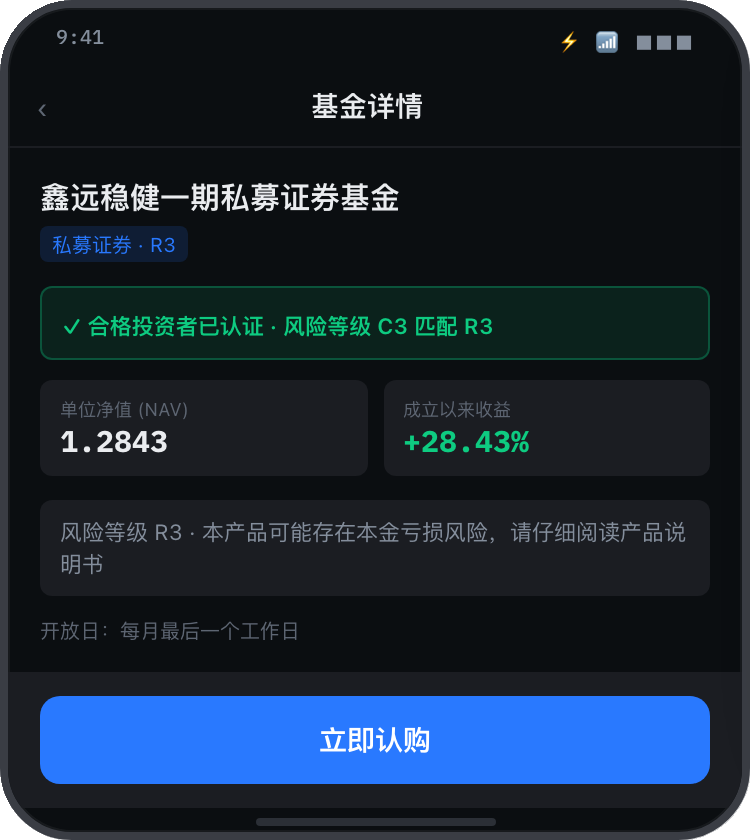 9:41
‹
基金详情
鑫远稳健一期私募证券基金
私募证券 · R3
✓ 合格投资者已认证 · 风险等级 C3 匹配 R3
单位净值 (NAV)
1.2843
成立以来收益
+28.43%
风险等级 R3 · 本产品可能存在本金亏损风险，请仔细阅读产品说
明书
开放日：每月最后一个工作日
立即认购